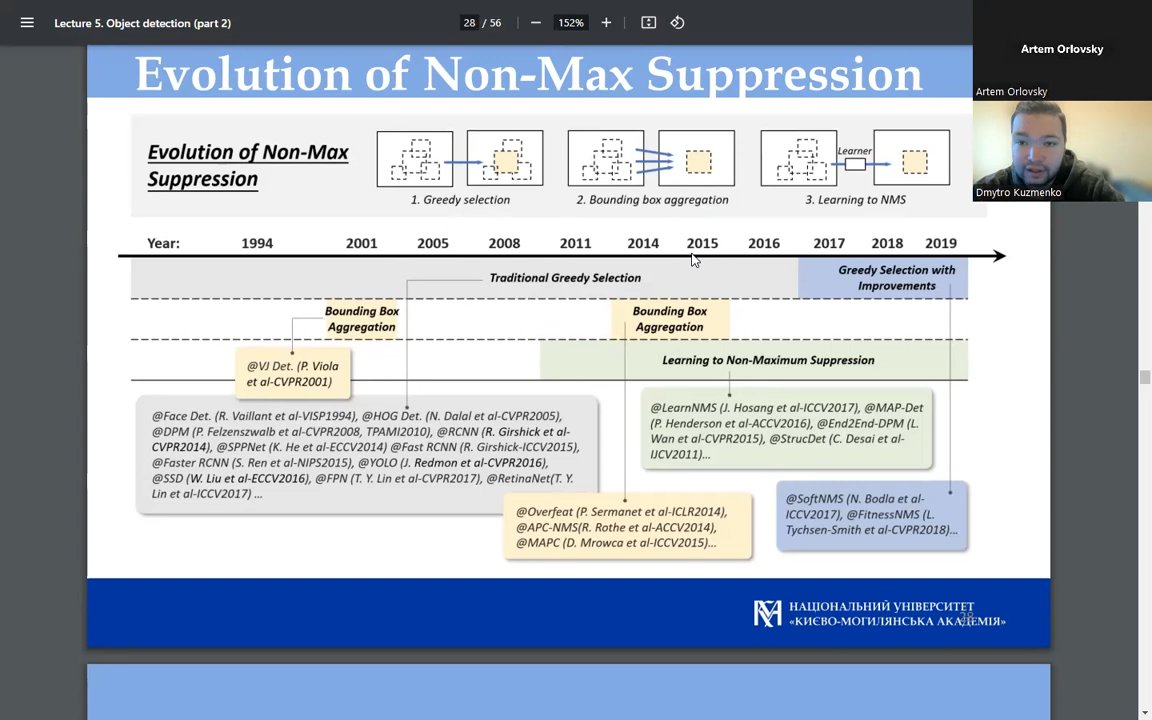 Lecture 5. Object detection (part 2)
28 / 56
152%
Artem Orlovsky
Artem Orlovsky
Dmytro Kuzmenko
Evolution of Non-Max Suppression
Evolution of Non-Max
Suppression
Learner
1. Greedy selection
2. Bounding box aggregation
3. Learning to NMS
Year: 1994 2001 2005 2008 2011 2014 2015 2016 2017 2018 2019
Traditional Greedy Selection
Greedy Selection with
Improvements
Bounding Box
Aggregation
Bounding Box
Aggregation
Learning to Non-Maximum Suppression
@VJ Det. (P. Viola
et al-CVPR2001)
@Face Det. (R. Vaillant et al-VISP1994), @HOG Det. (N. Dalal et al-CVPR2005),
@DPM (P. Felzenszwalb et al-CVPR2008, TPAMI2010), @RCNN (R. Girshick et al-
CVPR2014), @SPPNet (K. He et al-ECCV2014) @Fast RCNN (R. Girshick-ICCV2015),
@Faster RCNN (S. Ren et al-NIPS2015), @YOLO (J. Redmon et al-CVPR2016),
@SSD (W. Liu et al-ECCV2016), @FPN (T. Y. Lin et al-CVPR2017), @RetinaNet(T. Y.
Lin et al-ICCV2017) ...
@LearnNMS (J. Hosang et al-ICCV2017), @MAP-Det
(P. Henderson et al-ACCV2016), @End2End-DPM (L.
Wan et al-CVPR2015), @StrucDet (C. Desai et al-
IJCV2011)...
@Overfeat (P. Sermanet et al-ICLR2014),
@APC-NMS(R. Rothe et al-ACCV2014),
@MAPC (D. Mrowca et al-ICCV2015)...
@SoftNMS (N. Bodla et al-
ICCV2017), @FitnessNMS (L.
Tychsen-Smith et al-CVPR2018)...
НАЦІОНАЛЬНИЙ УНІВЕРСИТЕТ
«КИЄВО-МОГИЛЯНСЬКА АКАДЕМІЯ»
28